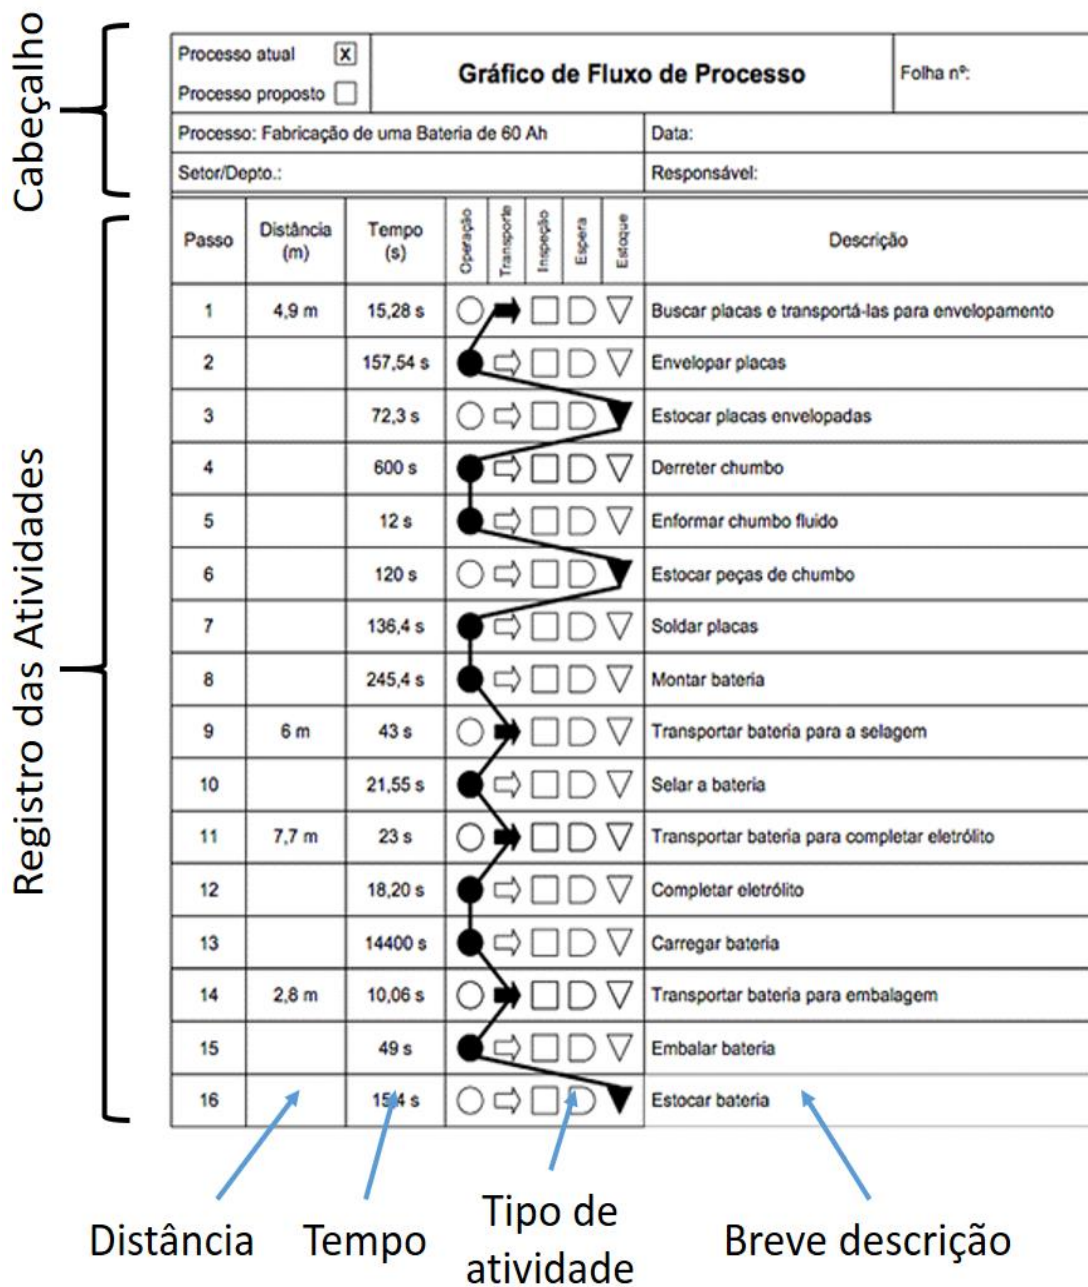 Cabeçalho
Processo atual X
Processo proposto
Gráfico de Fluxo de Processo
Folha nº:
Processo: Fabricação de uma Bateria de 60 Ah
Data:
Setor/Depto.:
Responsável:
Registro das Atividades
Passo Distância (m) Tempo (s) Operação Transporte Inspeção Espera Estoque Descrição
1 4,9 m 15,28 s Buscar placas e transportá-las para envelopamento
2 157,54 s Envelopar placas
3 72,3 s Estocar placas envelopadas
4 600 s Derreter chumbo
5 12 s Enformar chumbo fluido
6 120 s Estocar peças de chumbo
7 136,4 s Soldar placas
8 245,4 s Montar bateria
9 6 m 43 s Transportar bateria para a selagem
10 21,55 s Selar a bateria
11 7,7 m 23 s Transportar bateria para completar eletrólito
12 18,20 s Completar eletrólito
13 14400 s Carregar bateria
14 2,8 m 10,06 s Transportar bateria para embalagem
15 49 s Embalar bateria
16 s Estocar bateria
Distância Tempo Tipo de atividade Breve descrição